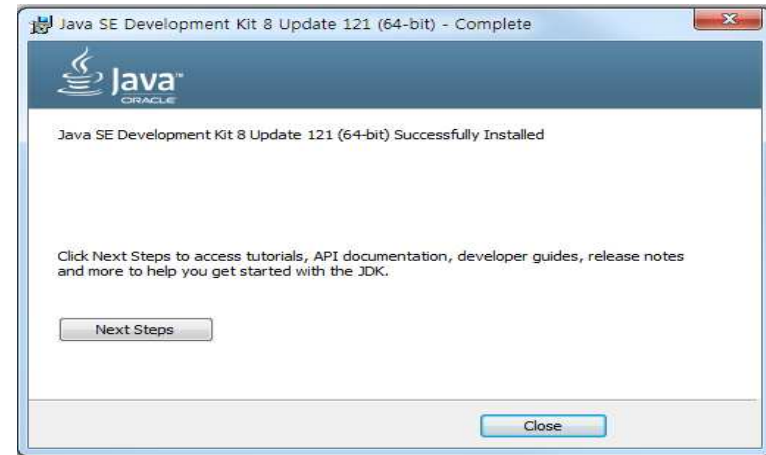 Java SE Development Kit 8 Update 121 (64-bit) - Complete
Java™
ORACLE
Java SE Development Kit 8 Update 121 (64-bit) Successfully Installed
Click Next Steps to access tutorials, API documentation, developer guides, release notes
and more to help you get started with the JDK.
Next Steps
Close